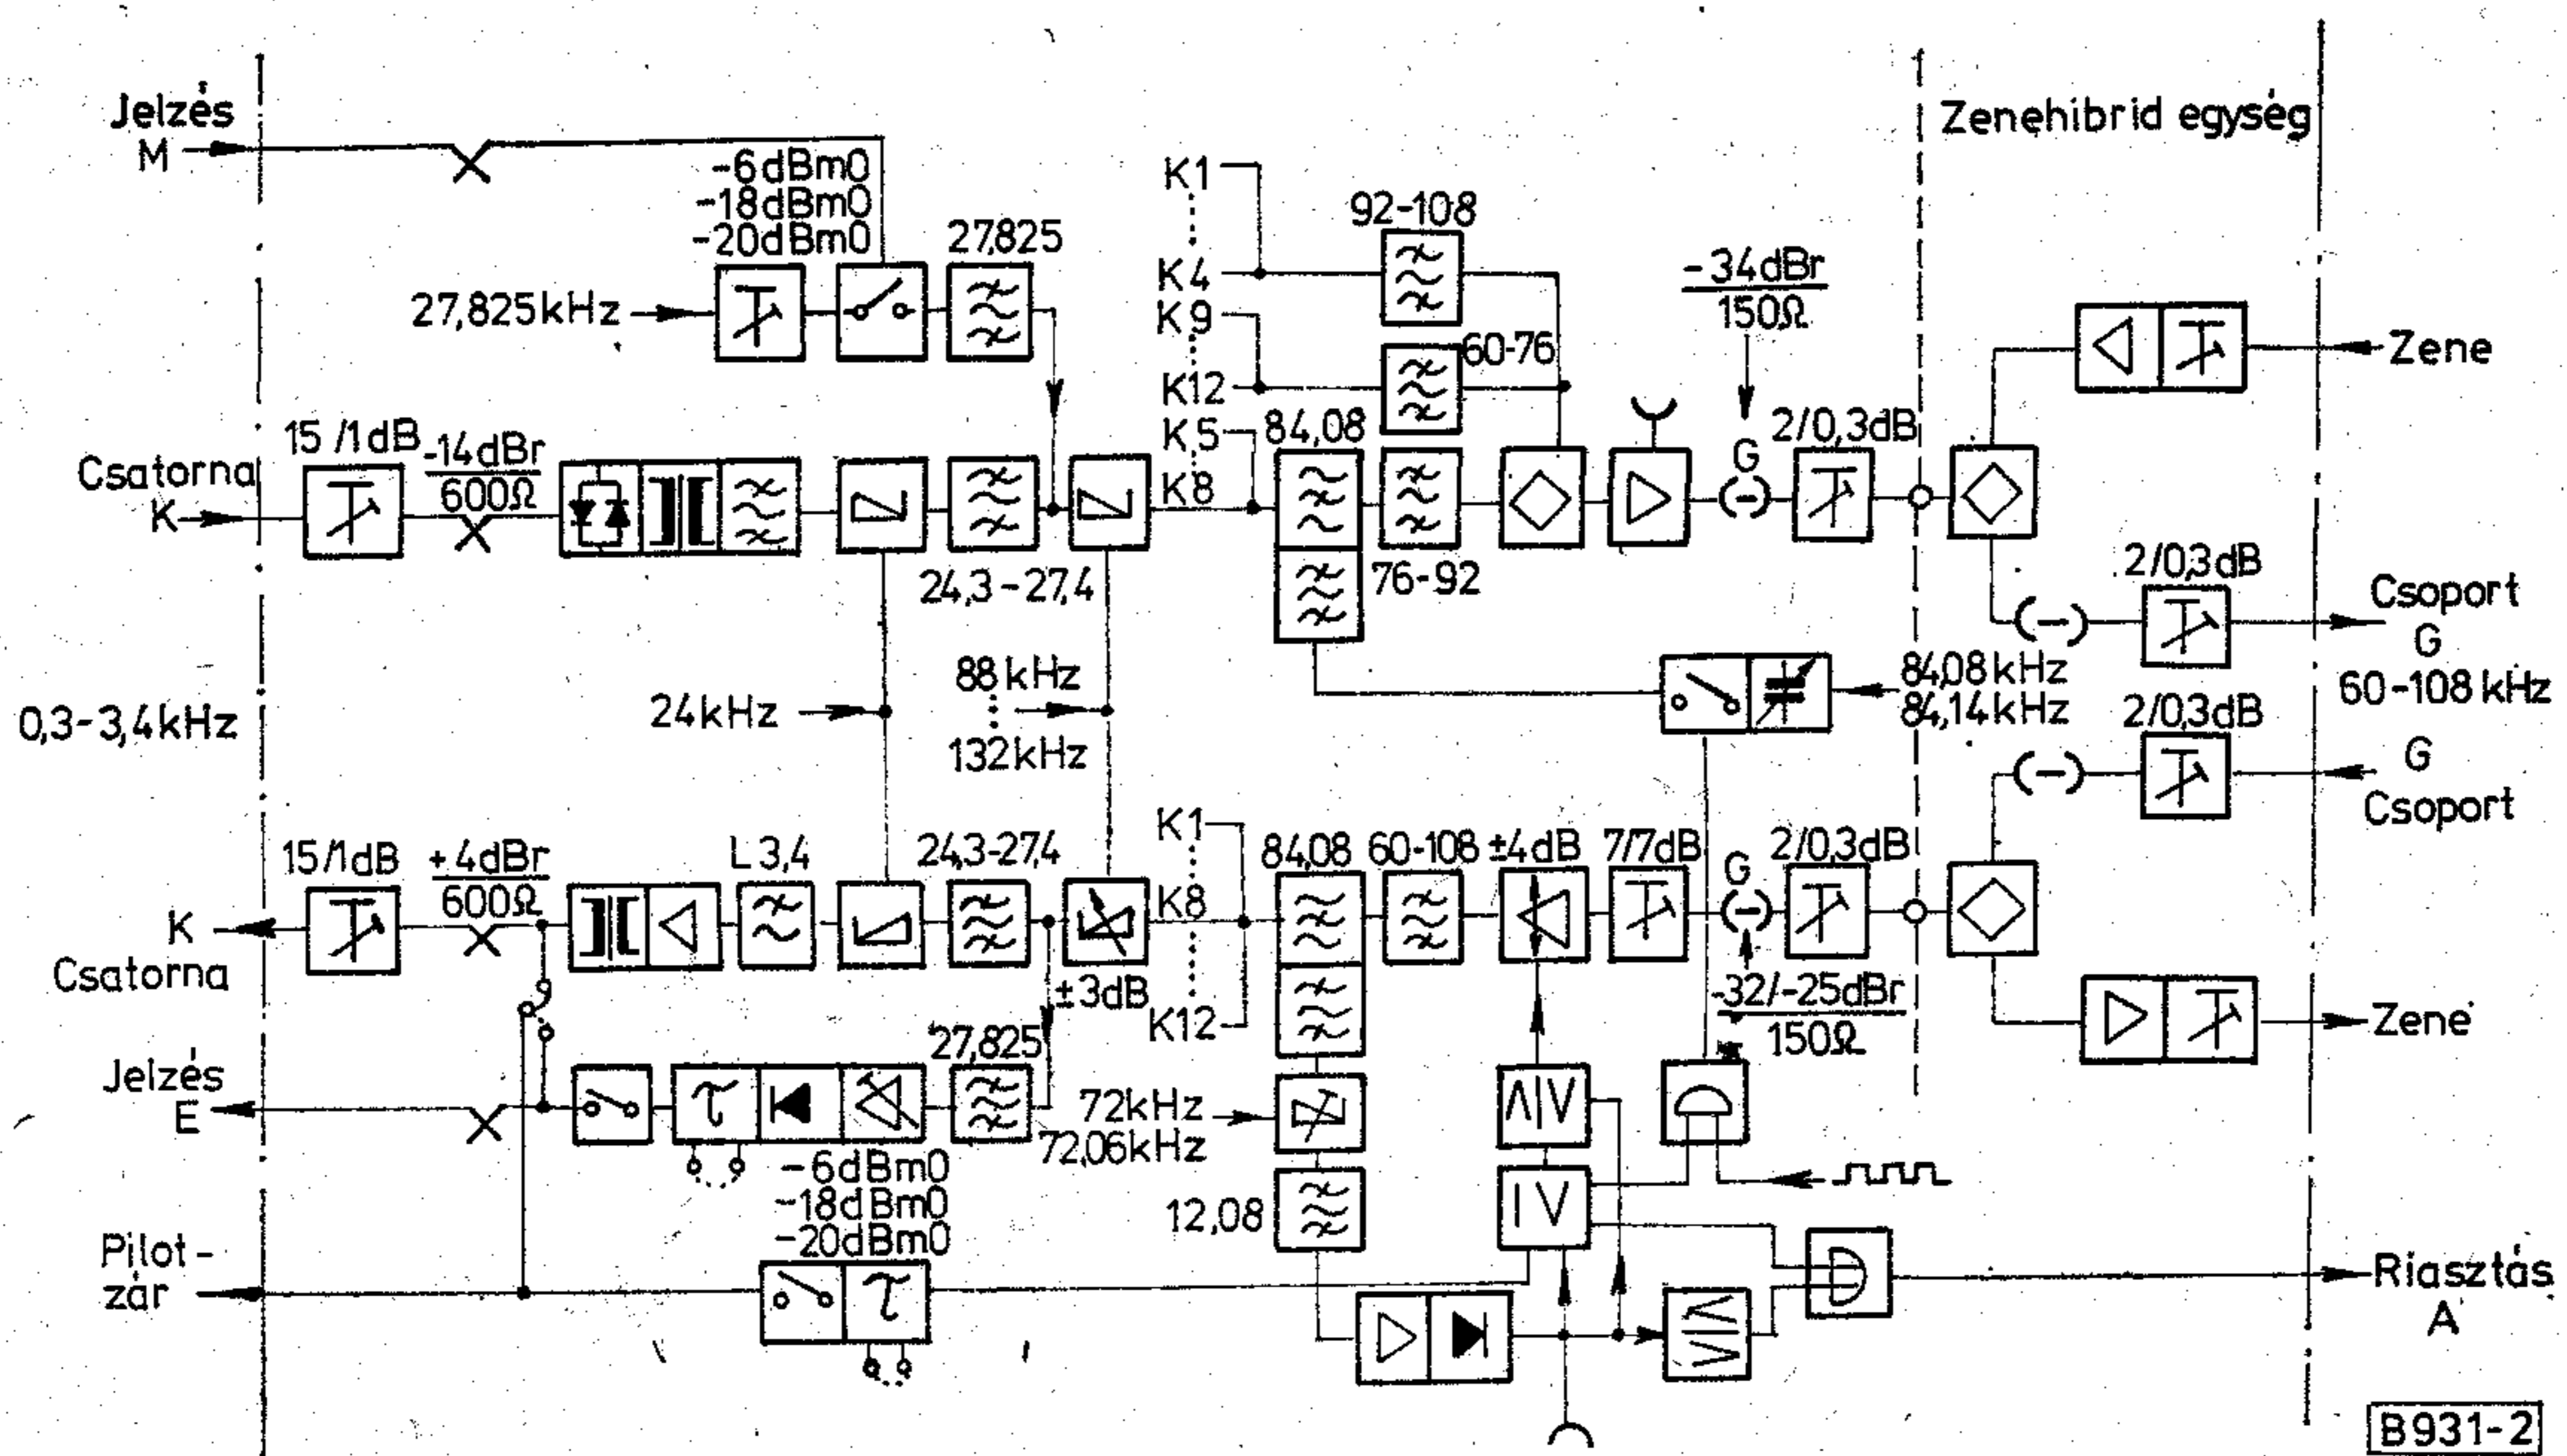 Jelzés
M
-6dBm0
-18dBm0
-20dBm0
27,825
27,825kHz
K1
K4
K9
K12
K5
K8
92-108
60-76
84,08
76-92
-34dBr
150Ω
G
2/0,3dB
Zenehibrid egység
Zene
Csatorna
K
15/1dB
-14dBr
600Ω
24,3-27,4
2/0,3dB
Csoport
G
60-108kHz
84,08kHz
84,14kHz
0,3-3,4kHz
24kHz
88kHz
132kHz
2/0,3dB
G
Csoport
15/1dB
+4dBr
600Ω
L3,4
24,3-27,4
K1
K8
K12
84,08
60-108
±4dB
7/7dB
G
2/0,3dB
K
Csatorna
±3dB
-32/-25dBr
150Ω
Zene
Jelzés
E
27,825
72kHz
72,06kHz
-6dBm0
-18dBm0
-20dBm0
τ
12,08
Pilot-
zár
τ
Riasztás
A
B931-2